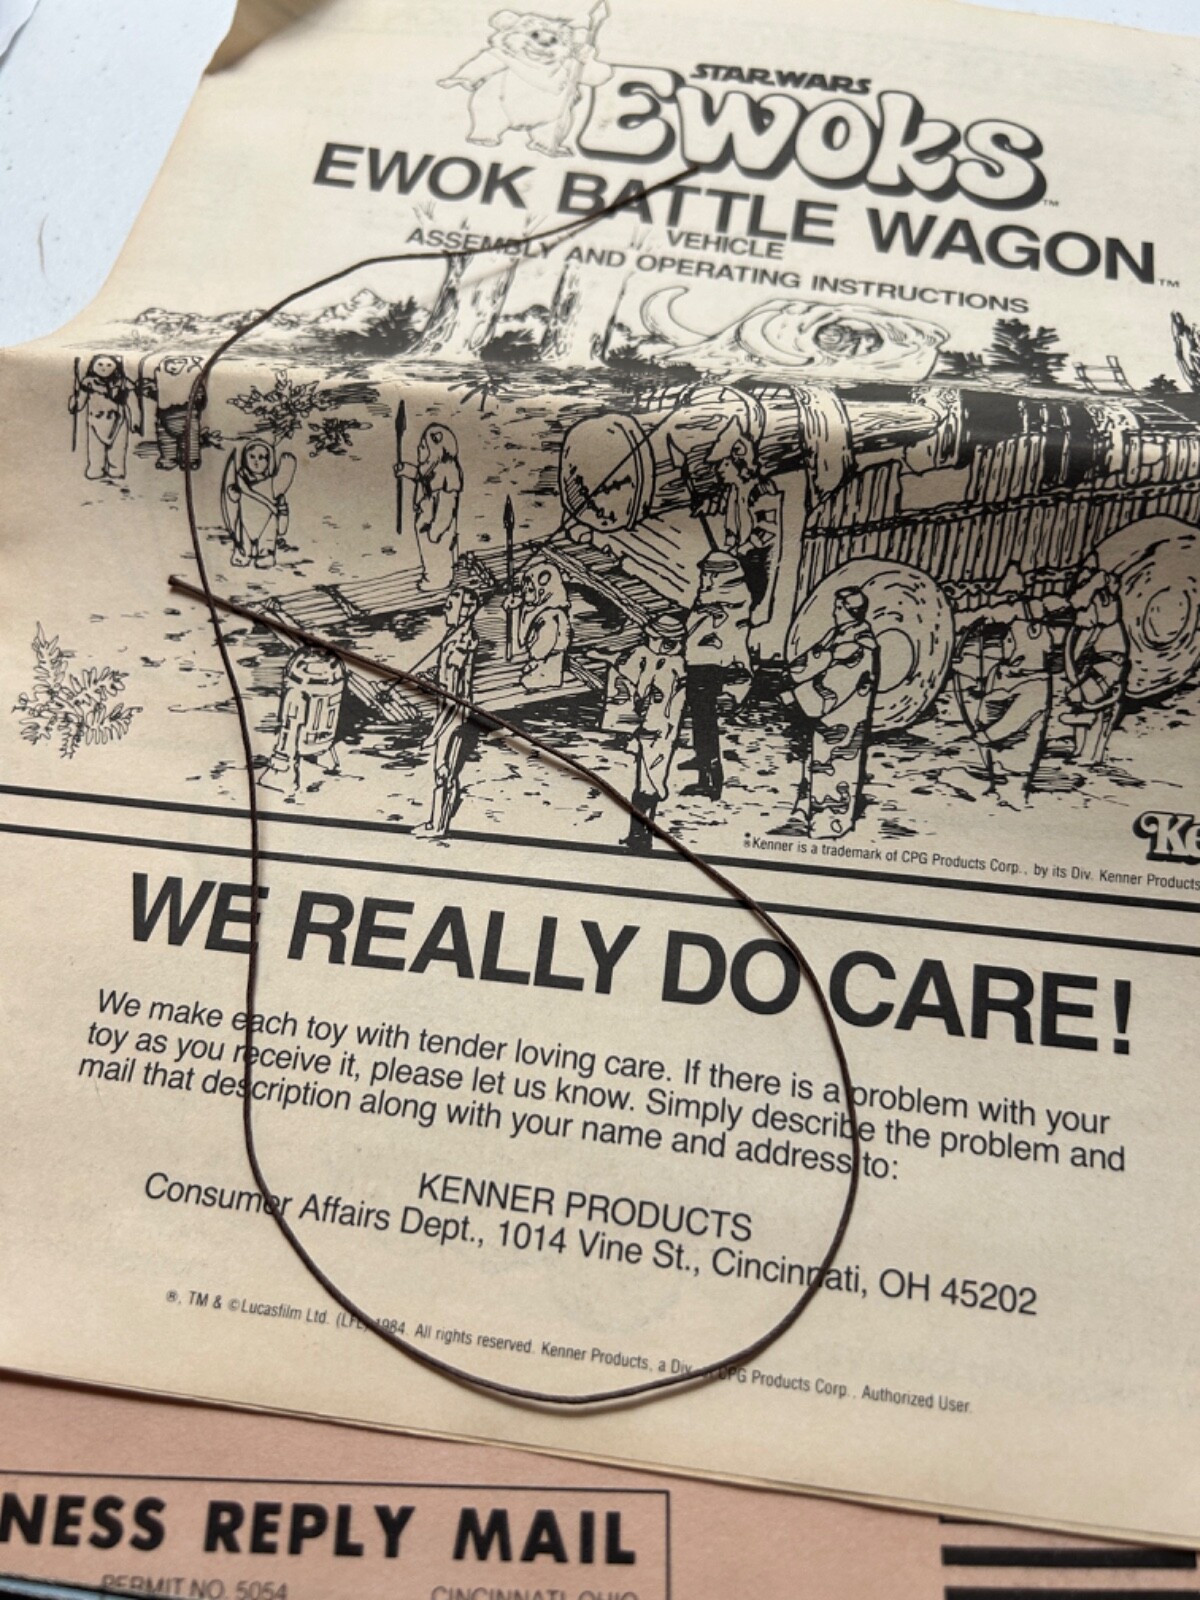 STAR WARS
EWOKS™
EWOK BATTLE WAGON™
VEHICLE
ASSEMBLY AND OPERATING INSTRUCTIONS
®Kenner is a trademark of CPG Products Corp., by its Div. Kenner Products
WE REALLY DO CARE!
We make each toy with tender loving care. If there is a problem with your
toy as you receive it, please let us know. Simply describe the problem and
mail that description along with your name and address to:
KENNER PRODUCTS
Consumer Affairs Dept., 1014 Vine St., Cincinnati, OH 45202
®, TM & ©Lucasfilm Ltd. (LFL) 1984. All rights reserved. Kenner Products, a Div. of CPG Products Corp., Authorized User.
NESS REPLY MAIL
PERMIT NO. 5054 CINCINNATI, OHIO